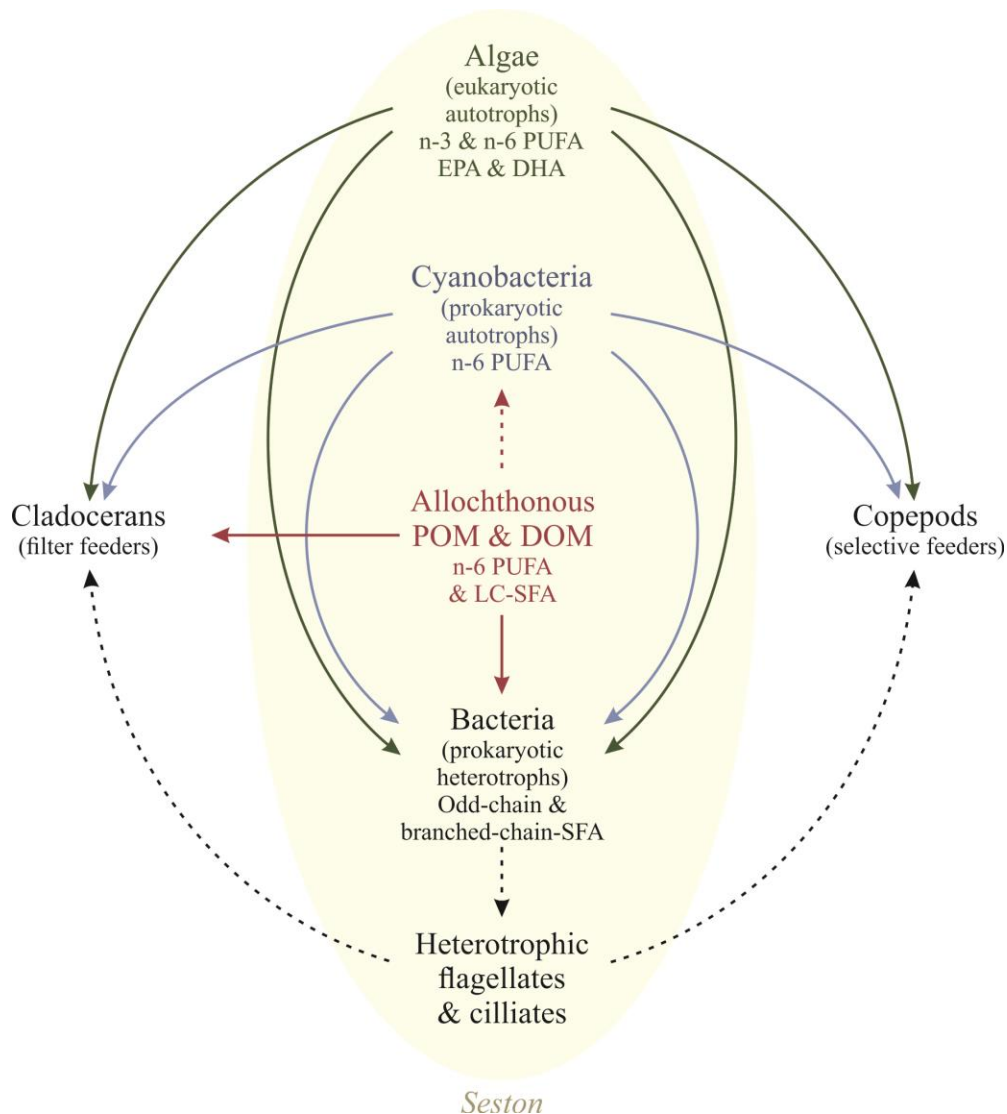 Algae
(eukaryotic
autotrophs)
n-3 & n-6 PUFA
EPA & DHA
Cyanobacteria
(prokaryotic
autotrophs)
n-6 PUFA
Allochthonous
POM & DOM
n-6 PUFA
& LC-SFA
Cladocerans
(filter feeders)
Copepods
(selective feeders)
Bacteria
(prokaryotic
heterotrophs)
Odd-chain &
branched-chain-SFA
Heterotrophic
flagellates
& cilliates
Seston